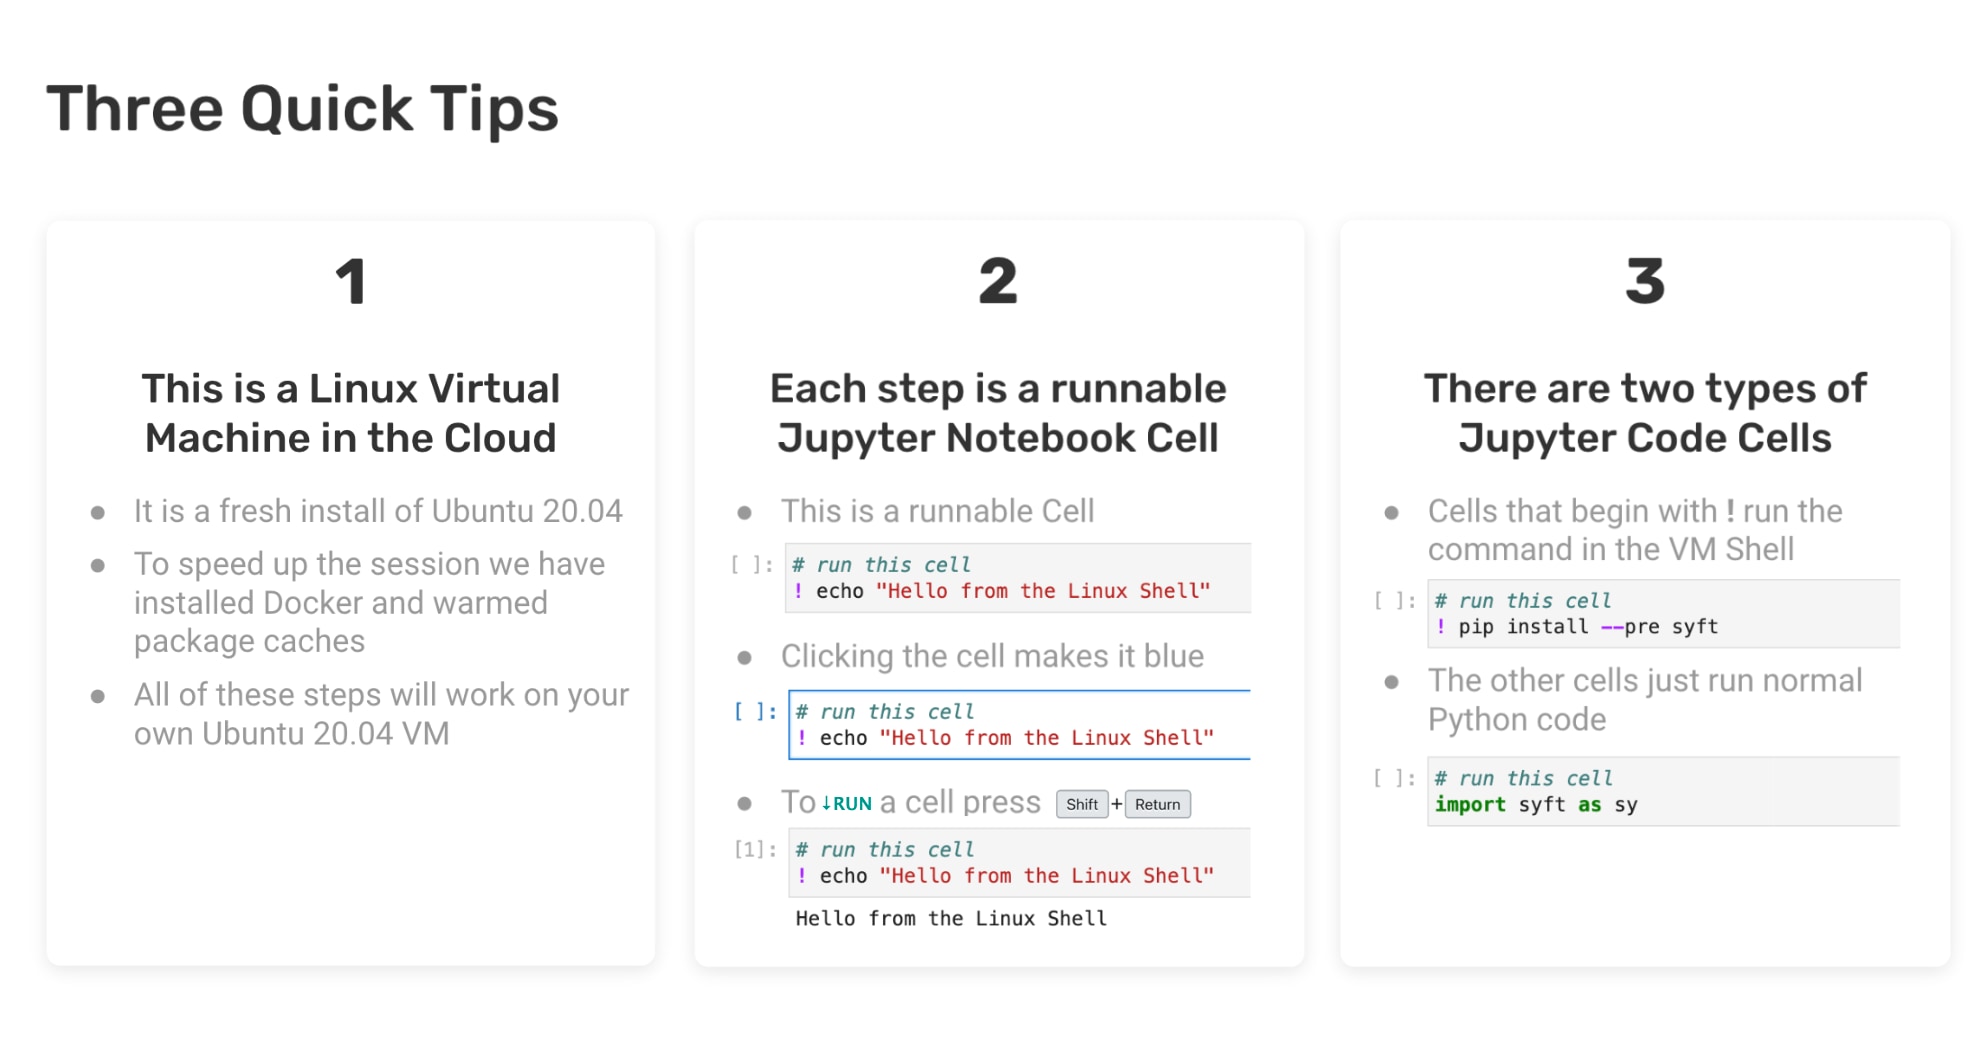 Three Quick Tips
1
This is a Linux Virtual
Machine in the Cloud
● It is a fresh install of Ubuntu 20.04
● To speed up the session we have
installed Docker and warmed
package caches
● All of these steps will work on your
own Ubuntu 20.04 VM
2
Each step is a runnable
Jupyter Notebook Cell
● This is a runnable Cell
[ ]: # run this cell
! echo "Hello from the Linux Shell"
● Clicking the cell makes it blue
[ ]: # run this cell
! echo "Hello from the Linux Shell"
● To ↓RUN a cell press Shift + Return
[1]: # run this cell
! echo "Hello from the Linux Shell"
Hello from the Linux Shell
3
There are two types of
Jupyter Code Cells
● Cells that begin with ! run the
command in the VM Shell
[ ]: # run this cell
! pip install --pre syft
● The other cells just run normal
Python code
[ ]: # run this cell
import syft as sy